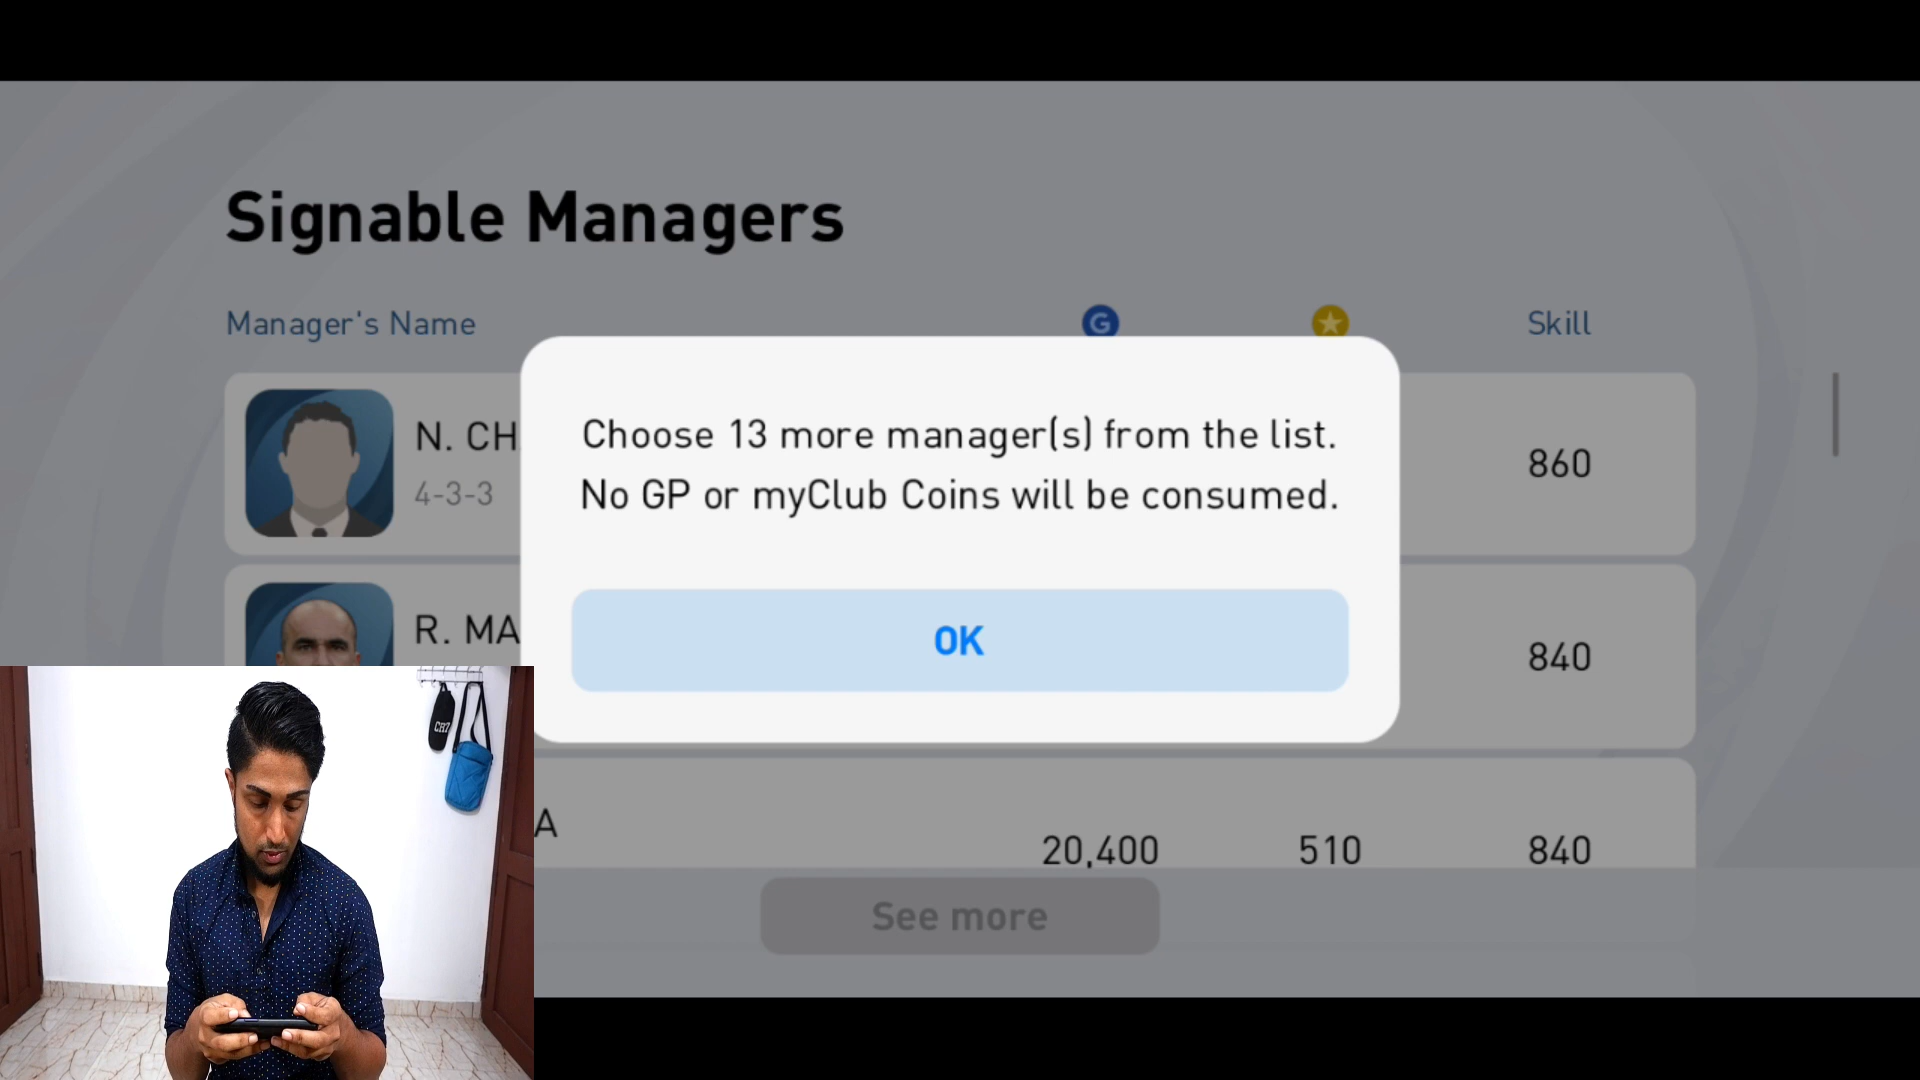 Signable Managers
Manager's Name G Skill
N. CH
4-3-3
860
R. MA
840
Choose 13 more manager(s) from the list.
No GP or myClub Coins will be consumed.
OK
A
20,400 510 840
See more
CR7